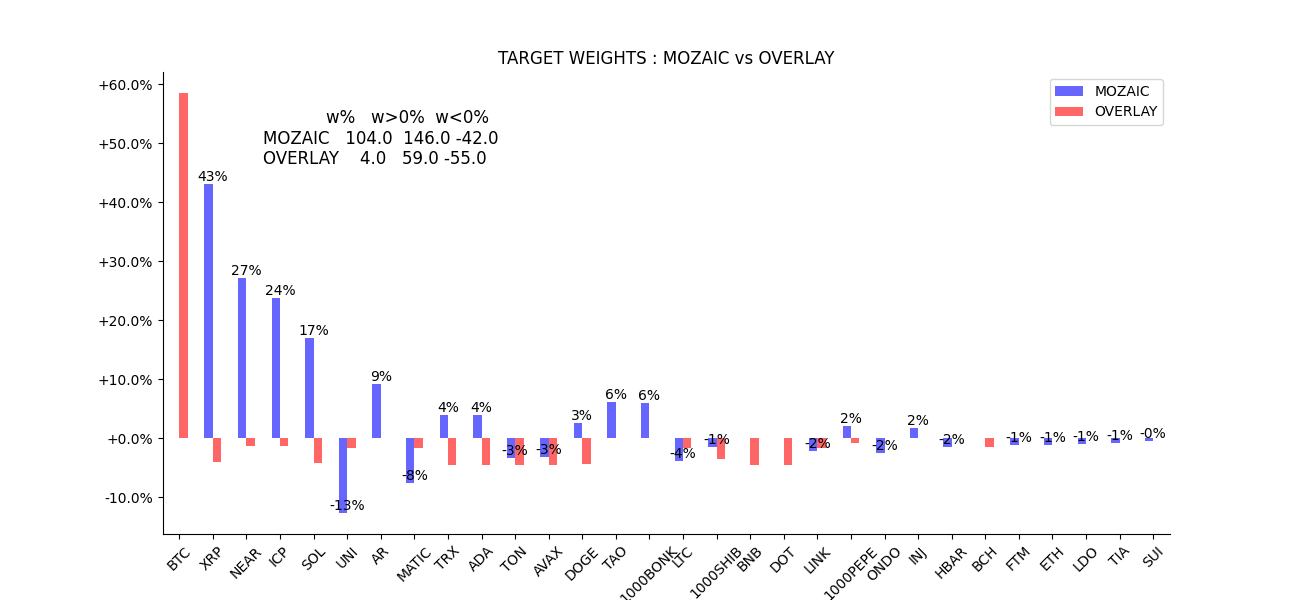 TARGET WEIGHTS : MOZAIC vs OVERLAY
+60.0%
+50.0%
+40.0%
+30.0%
+20.0%
+10.0%
+0.0%
-10.0%
MOZAIC
OVERLAY
w% w>0% w<0%
MOZAIC 104.0 146.0 -42.0
OVERLAY 4.0 59.0 -55.0
43%
27%
24%
17%
-13%
9%
-8%
4%
4%
-3%
-3%
3%
6%
6%
-4%
-1%
-2%
2%
-2%
2%
-2%
-1%
-1%
-1%
-1%
-0%
BTC
XRP
NEAR
ICP
SOL
UNI
AR
MATIC
TRX
ADA
TON
AVAX
DOGE
TAO
1000BONK
LTC
1000SHIB
BNB
DOT
LINK
1000PEPE
ONDO
INJ
HBAR
BCH
FTM
ETH
LDO
TIA
SUI